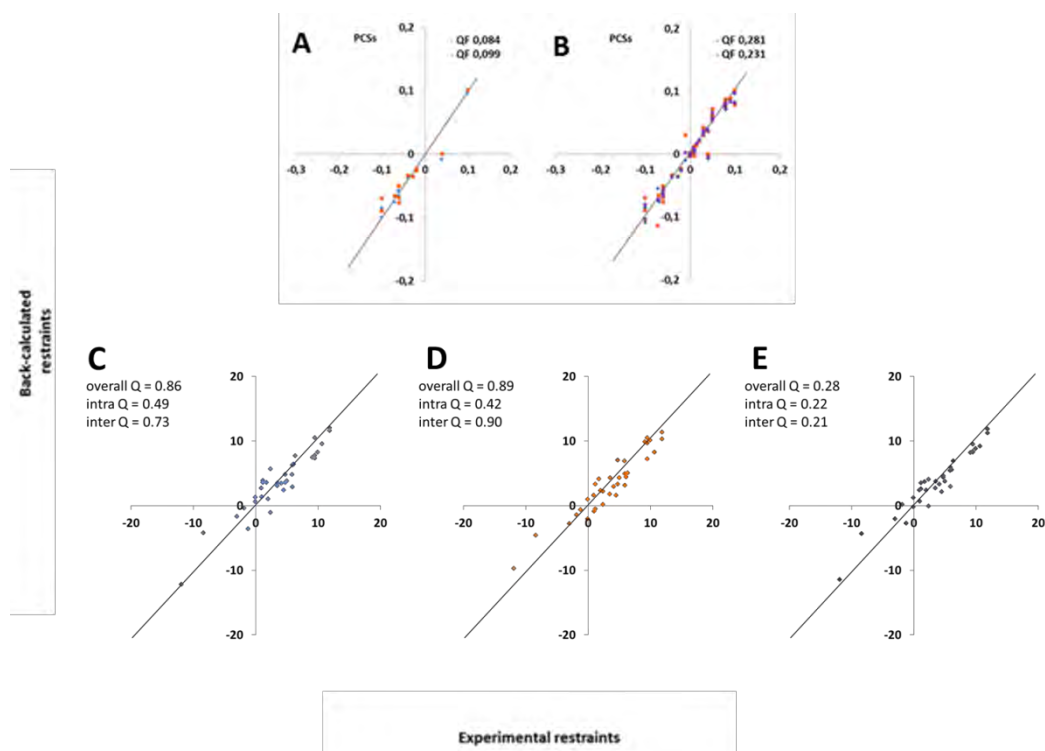 A
PCSs
QF 0,084
QF 0,099
0,2
0,1
0
-0,1
-0,2
-0,3 -0,2 -0,1 0 0,1 0,2
B
PCSs
QF 0,281
QF 0,231
0,2
0,1
0
-0,1
-0,2
-0,3 -0,2 -0,1 0 0,1 0,2
Back-calculated
restraints
C
overall Q = 0.86
intra Q = 0.49
inter Q = 0.73
20
10
0
-10
-20
-20 -10 0 10 20
D
overall Q = 0.89
intra Q = 0.42
inter Q = 0.90
20
10
0
-10
-20
-20 -10 0 10 20
E
overall Q = 0.28
intra Q = 0.22
inter Q = 0.21
20
10
0
-10
-20
-20 -10 0 10 20
Experimental restraints